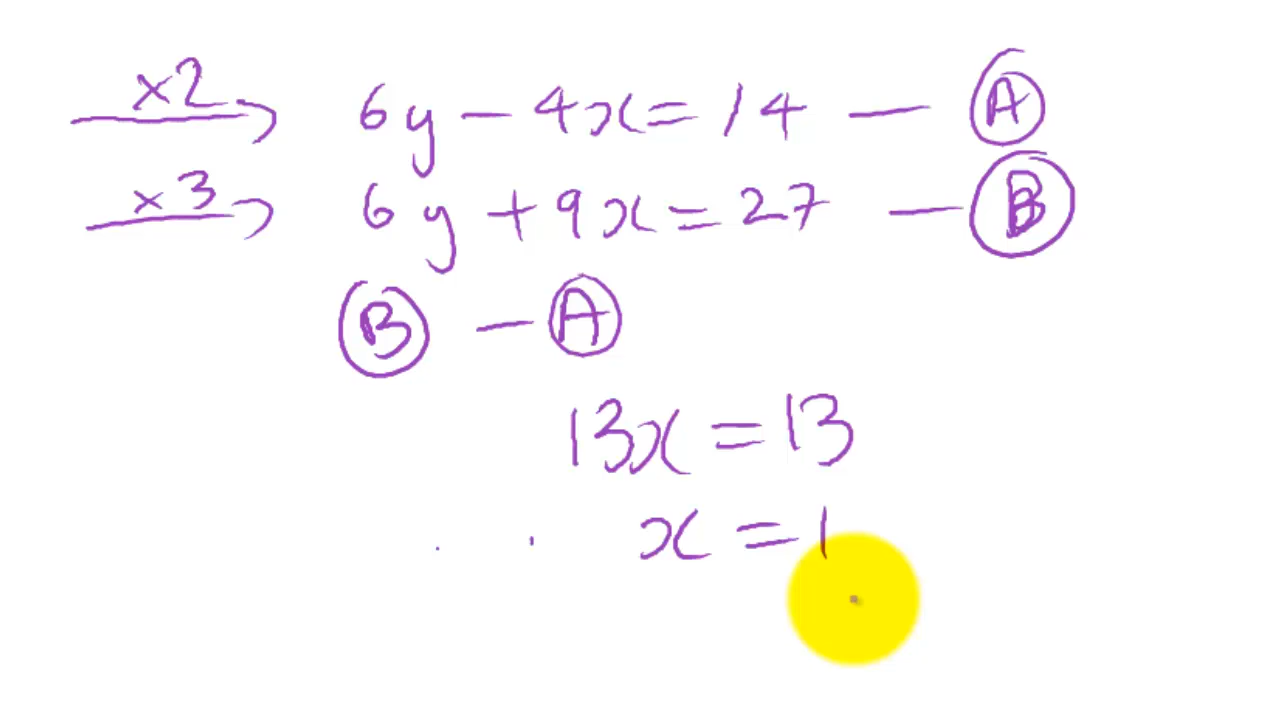 ×2 → 6y − 4x = 14 — Ⓐ
×3 → 6y + 9x = 27 — Ⓑ
Ⓑ − Ⓐ
13x = 13
x = 1